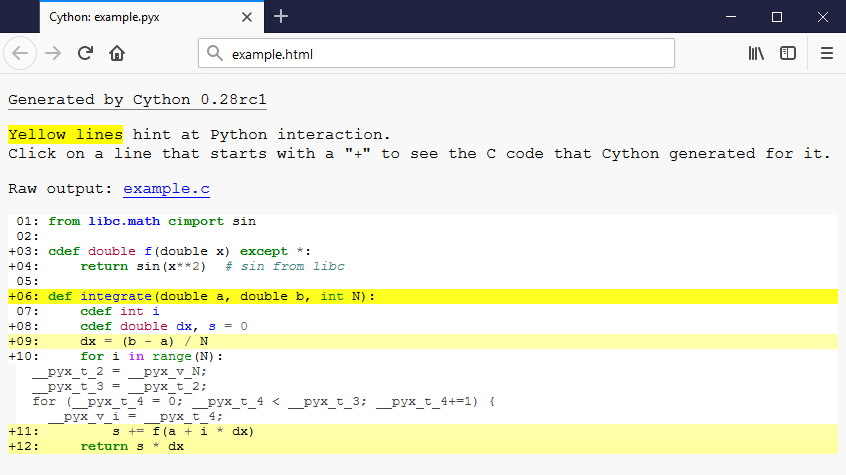 Cython: example.pyx
example.html
Generated by Cython 0.28rc1
Yellow lines hint at Python interaction.
Click on a line that starts with a "+" to see the C code that Cython generated for it.
Raw output: example.c
 01: from libc.math cimport sin
 02:
+03: cdef double f(double x) except *:
+04:     return sin(x**2)  # sin from libc
 05:
+06: def integrate(double a, double b, int N):
 07:     cdef int i
+08:     cdef double dx, s = 0
+09:     dx = (b - a) / N
+10:     for i in range(N):
   __pyx_t_2 = __pyx_v_N;
   __pyx_t_3 = __pyx_t_2;
   for (__pyx_t_4 = 0; __pyx_t_4 < __pyx_t_3; __pyx_t_4+=1) {
     __pyx_v_i = __pyx_t_4;
+11:         s += f(a + i * dx)
+12:     return s * dx